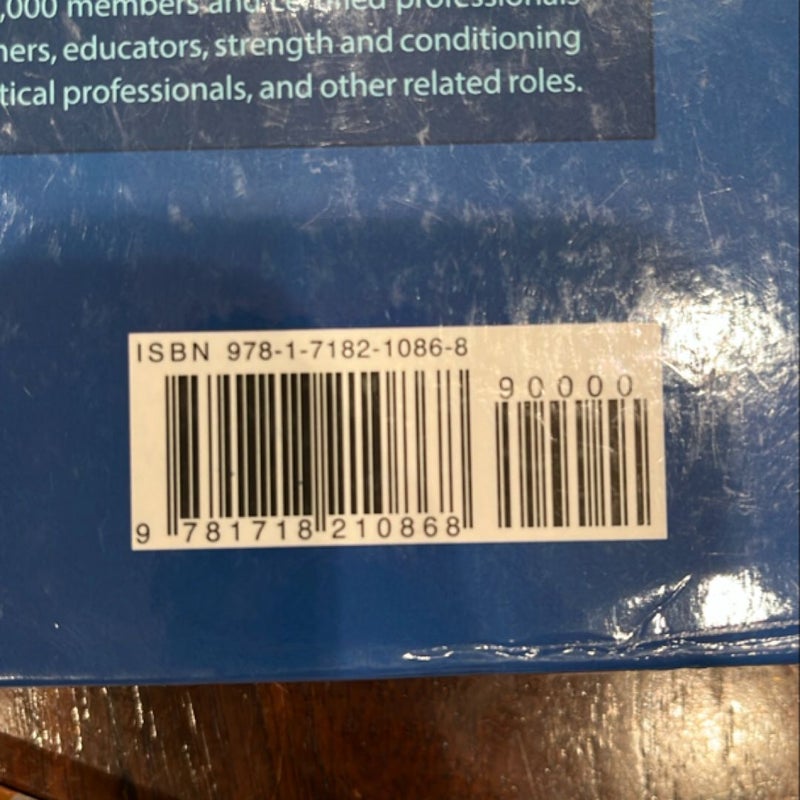 ,000 members and certified professionals
ners, educators, strength and conditioning
tical professionals, and other related roles.
ISBN 978-1-7182-1086-8
90000
9 781718 210868